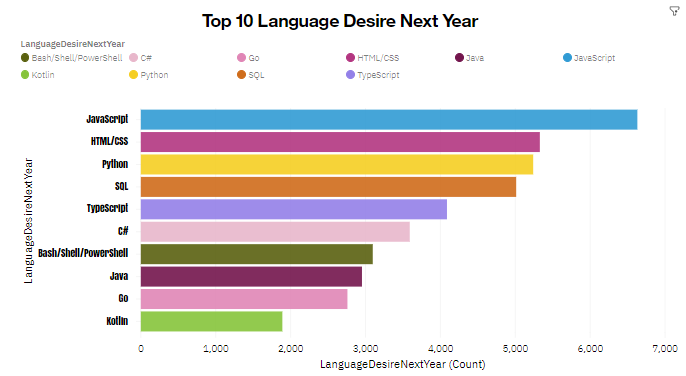 Top 10 Language Desire Next Year
LanguageDesireNextYear
Bash/Shell/PowerShell C# Go HTML/CSS Java JavaScript
Kotlin Python SQL TypeScript
LanguageDesireNextYear
JavaScript
HTML/CSS
Python
SQL
TypeScript
C#
Bash/Shell/PowerShell
Java
Go
Kotlin
0 1,000 2,000 3,000 4,000 5,000 6,000 7,000
LanguageDesireNextYear (Count)